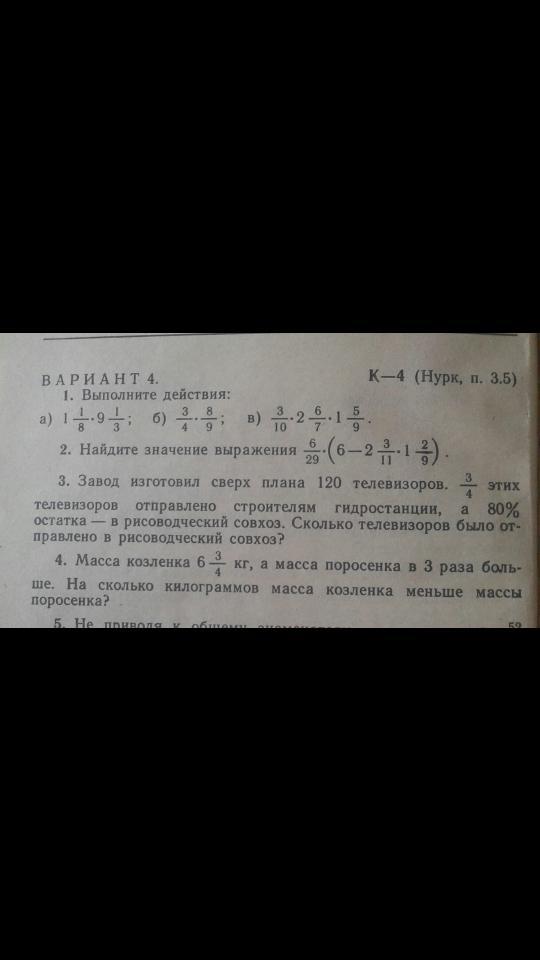 ВАРИАНТ 4. К—4 (Нурк, п. 3.5)
1. Выполните действия:
а) 1 1/8 · 9 1/3; б) 3/4 · 8/9; в) 3/10 · 2 6/7 · 1 5/9.
2. Найдите значение выражения 6/29 · (6 — 2 3/11 · 1 2/9).
3. Завод изготовил сверх плана 120 телевизоров. 3/4 этих
телевизоров отправлено строителям гидростанции, а 80%
остатка — в рисоводческий совхоз. Сколько телевизоров было от-
правлено в рисоводческий совхоз?
4. Масса козленка 6 3/4 кг, а масса поросенка в 3 раза боль-
ше. На сколько килограммов масса козленка меньше массы
поросенка?
5. Не приводя к общему